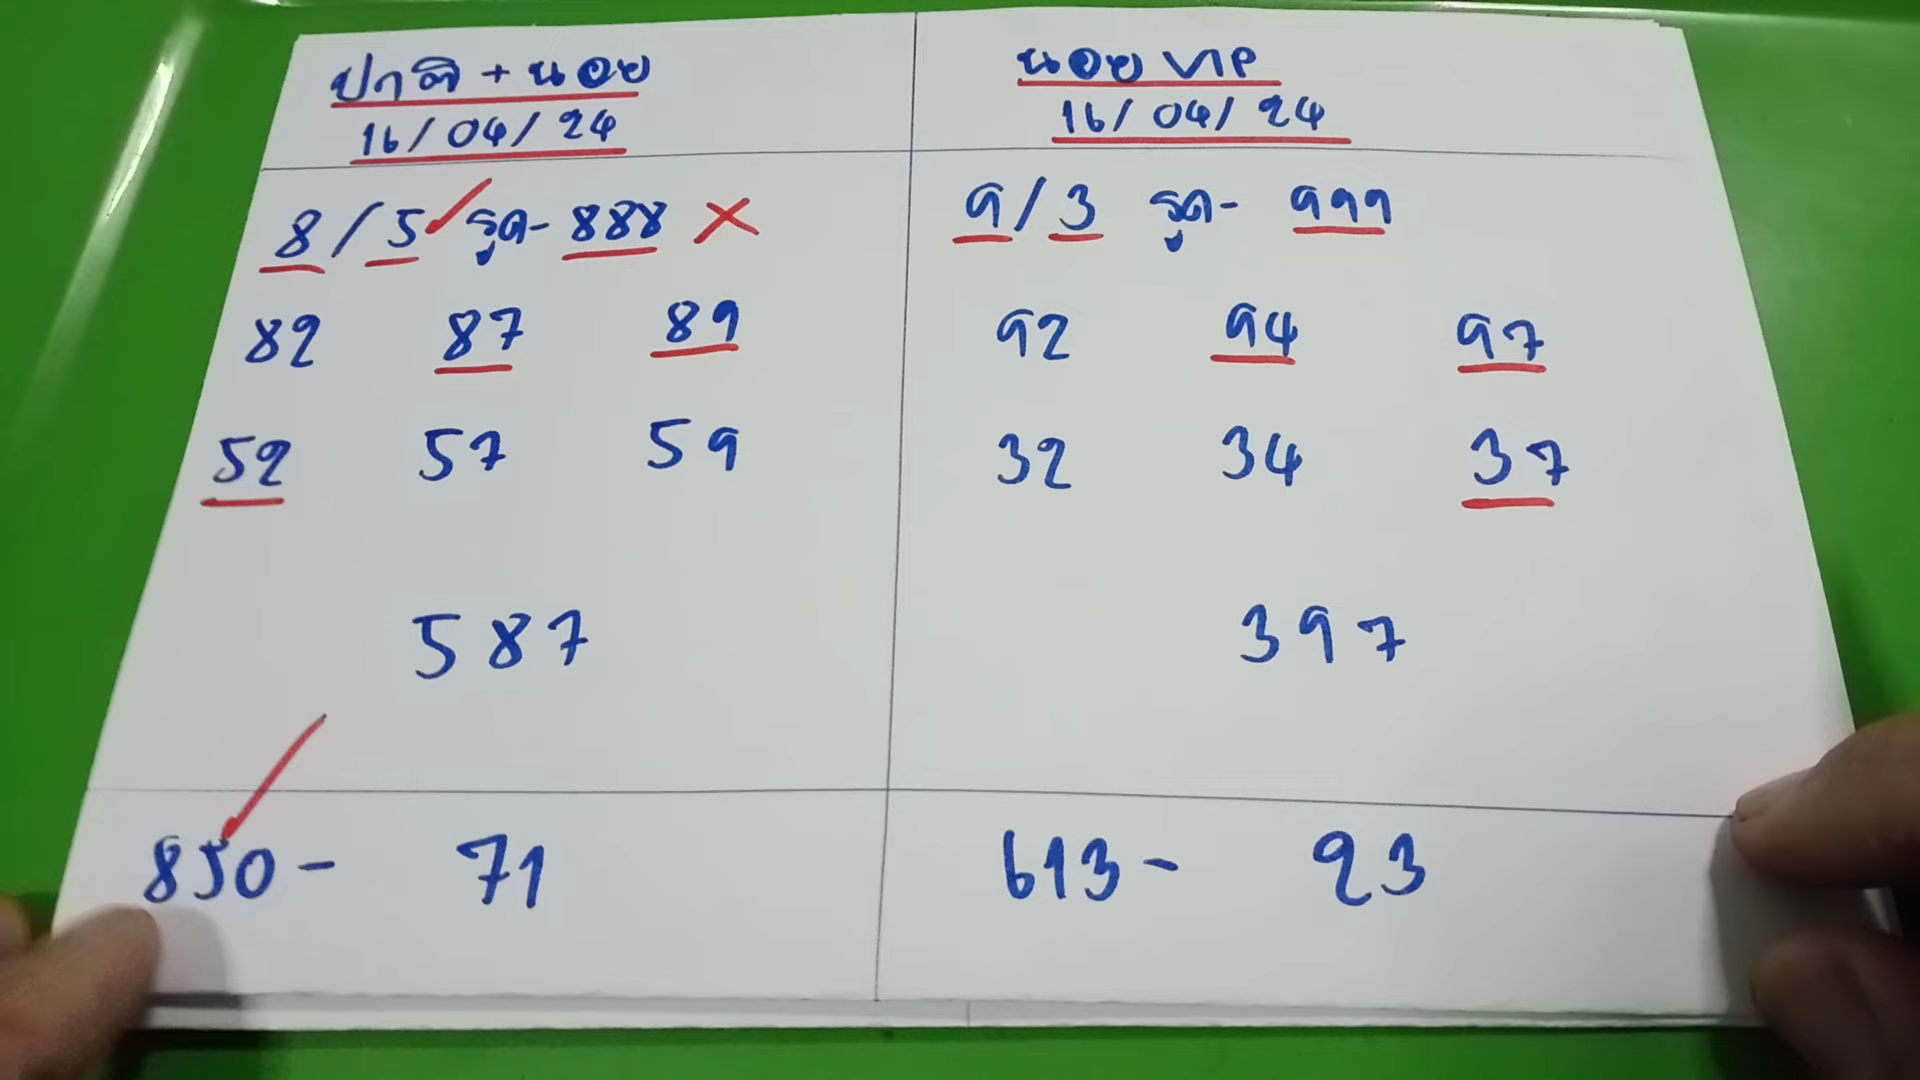 ปกติ + นอย
16/04/24
8/5 รูด- 888
82 87 89
52 57 59
587
850- 71
นอย VIP
16/04/24
9/3 รูด- 999
92 94 97
32 34 37
397
613- 23